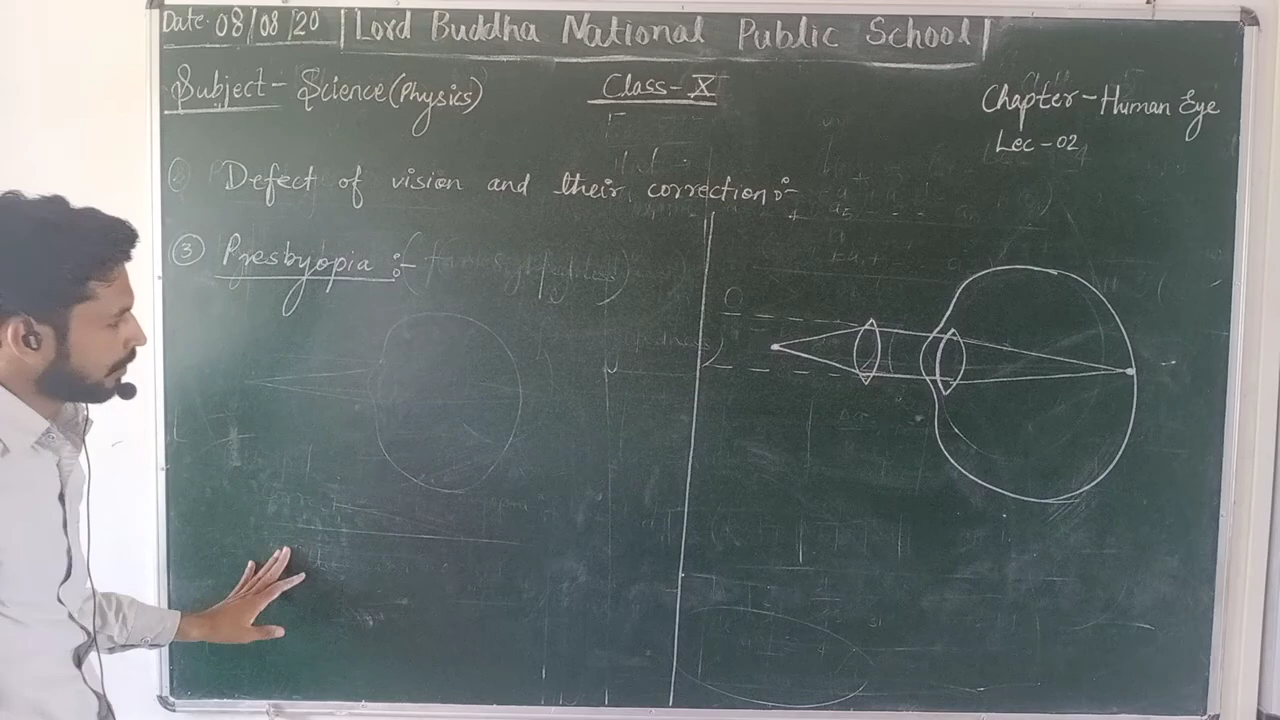 Date. 08/08/20 | Lord Buddha National Public School |
Subject - Science (Physics)
Class - X
Chapter - Human Eye
Lec - 02
Defect of vision and their correction :-
③ Presbyopia :-